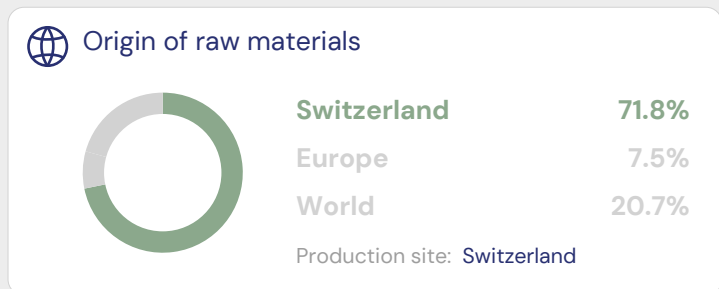 Origin of raw materials
Switzerland 71.8%
Europe 7.5%
World 20.7%
Production site: Switzerland